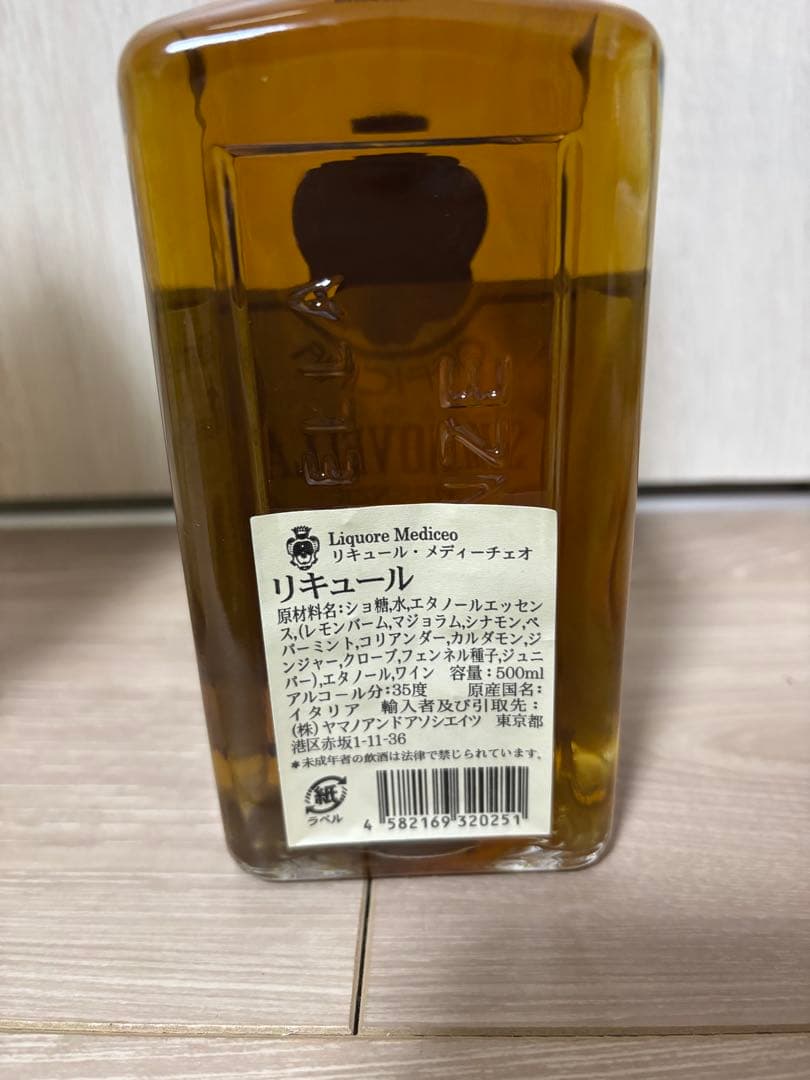 Liquore Mediceo
リキュール・メディーチェオ
リキュール
原材料名:ショ糖,水,エタノールエッセン
ス,(レモンバーム,マジョラム,シナモン,ペ
パーミント,コリアンダー,カルダモン,ジ
ンジャー,クローブ,フェンネル種子,ジュニ
パー),エタノール,ワイン 容量:500ml
アルコール分:35度 原産国名:
イタリア 輸入者及び引取先:
(株)ヤマノアンドアソシエイツ 東京都
港区赤坂1-11-36
*未成年者の飲酒は法律で禁じられています。
紙
ラベル
4 582169 320251